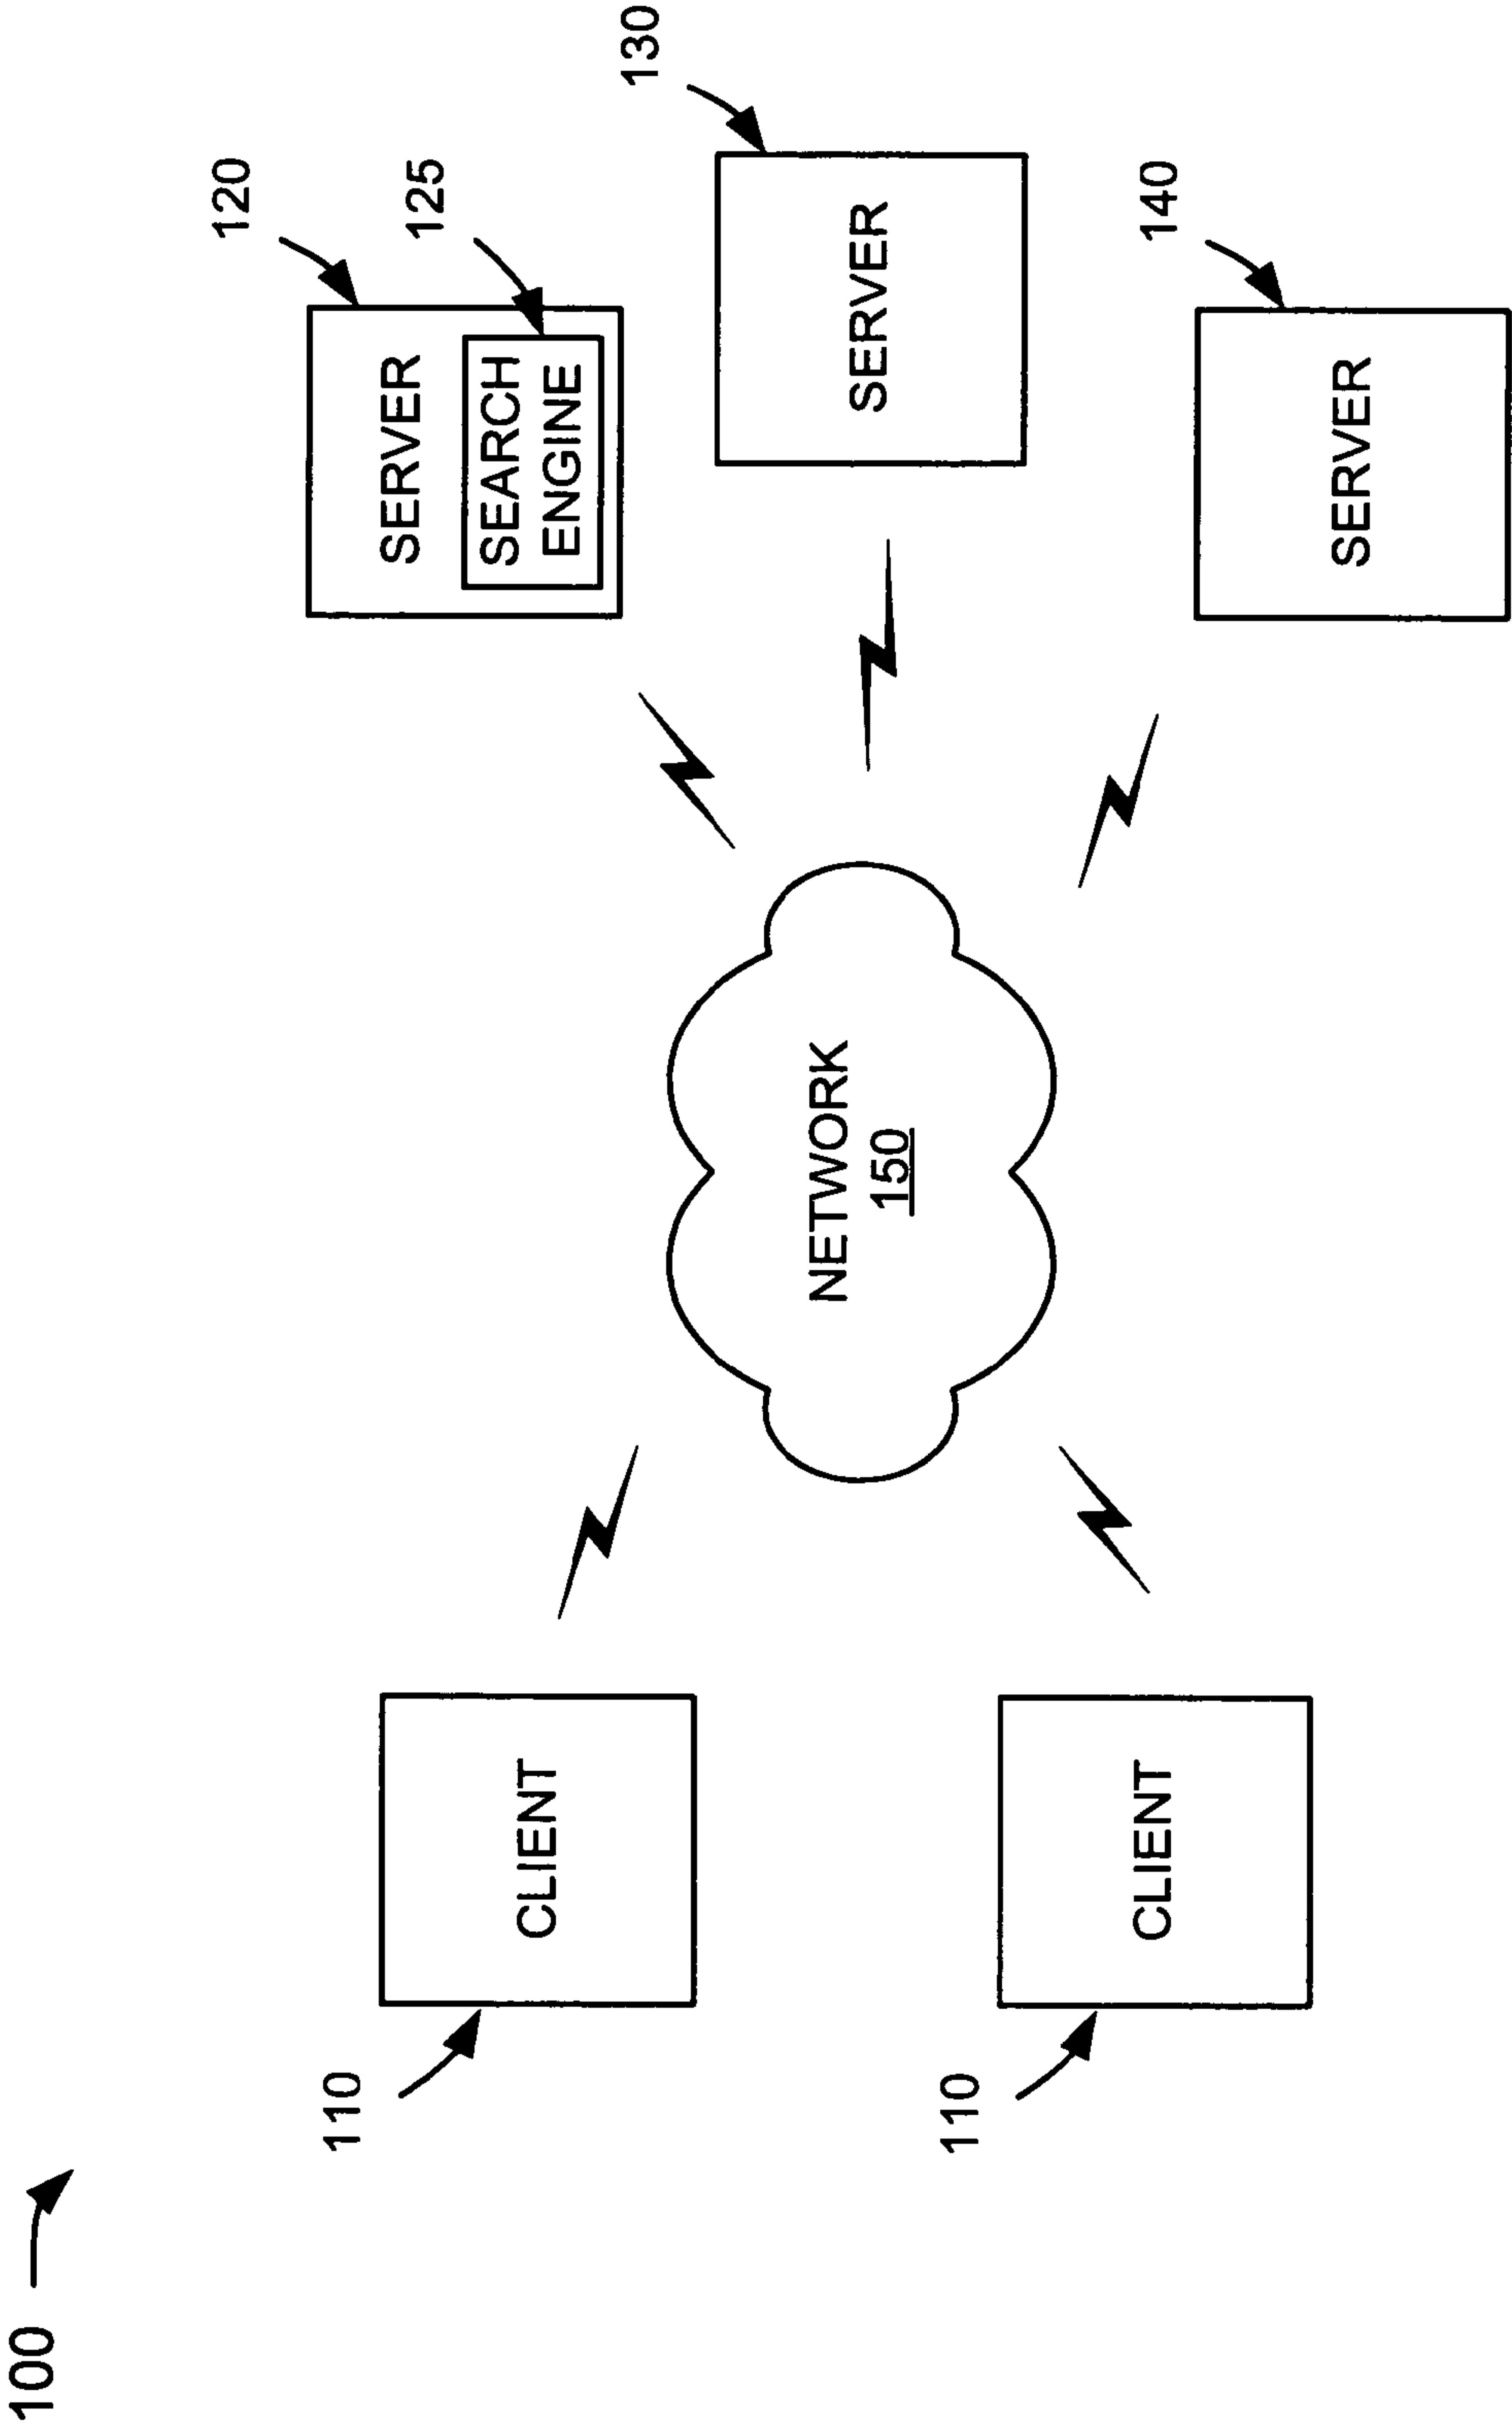 100
110
CLIENT
110
CLIENT
NETWORK
150
120
SERVER
125
SEARCH
ENGINE
130
SERVER
140
SERVER